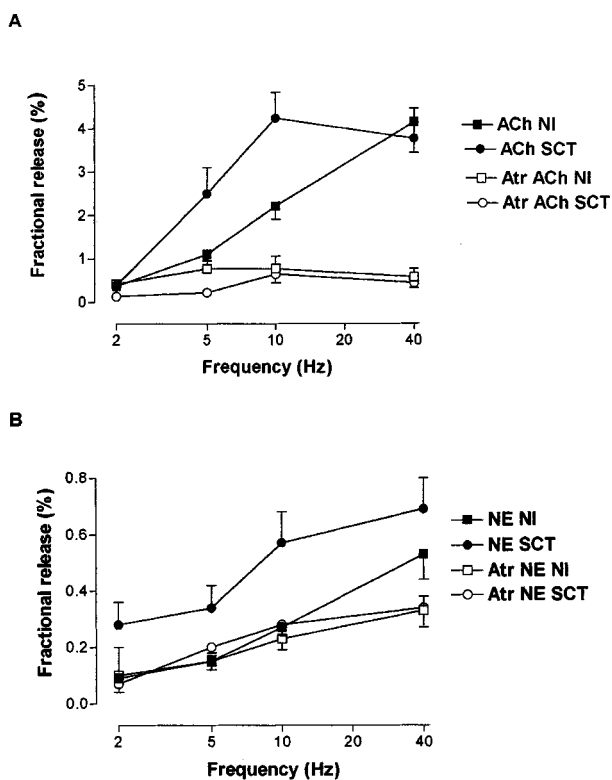 A
Fractional release (%)
5
4
3
2
1
0
2 5 10 20 40
Frequency (Hz)
ACh NI
ACh SCT
Atr ACh NI
Atr ACh SCT
B
Fractional release (%)
0.8
0.6
0.4
0.2
0.0
2 5 10 20 40
Frequency (Hz)
NE NI
NE SCT
Atr NE NI
Atr NE SCT